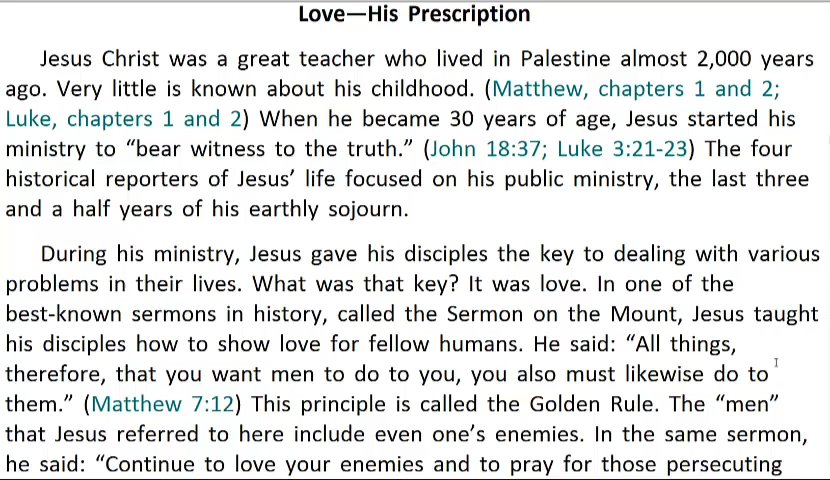 Love—His Prescription
Jesus Christ was a great teacher who lived in Palestine almost 2,000 years
ago. Very little is known about his childhood. (Matthew, chapters 1 and 2;
Luke, chapters 1 and 2) When he became 30 years of age, Jesus started his
ministry to “bear witness to the truth.” (John 18:37; Luke 3:21-23) The four
historical reporters of Jesus’ life focused on his public ministry, the last three
and a half years of his earthly sojourn.
During his ministry, Jesus gave his disciples the key to dealing with various
problems in their lives. What was that key? It was love. In one of the
best-known sermons in history, called the Sermon on the Mount, Jesus taught
his disciples how to show love for fellow humans. He said: “All things,
therefore, that you want men to do to you, you also must likewise do to
them.” (Matthew 7:12) This principle is called the Golden Rule. The “men”
that Jesus referred to here include even one’s enemies. In the same sermon,
he said: “Continue to love your enemies and to pray for those persecuting